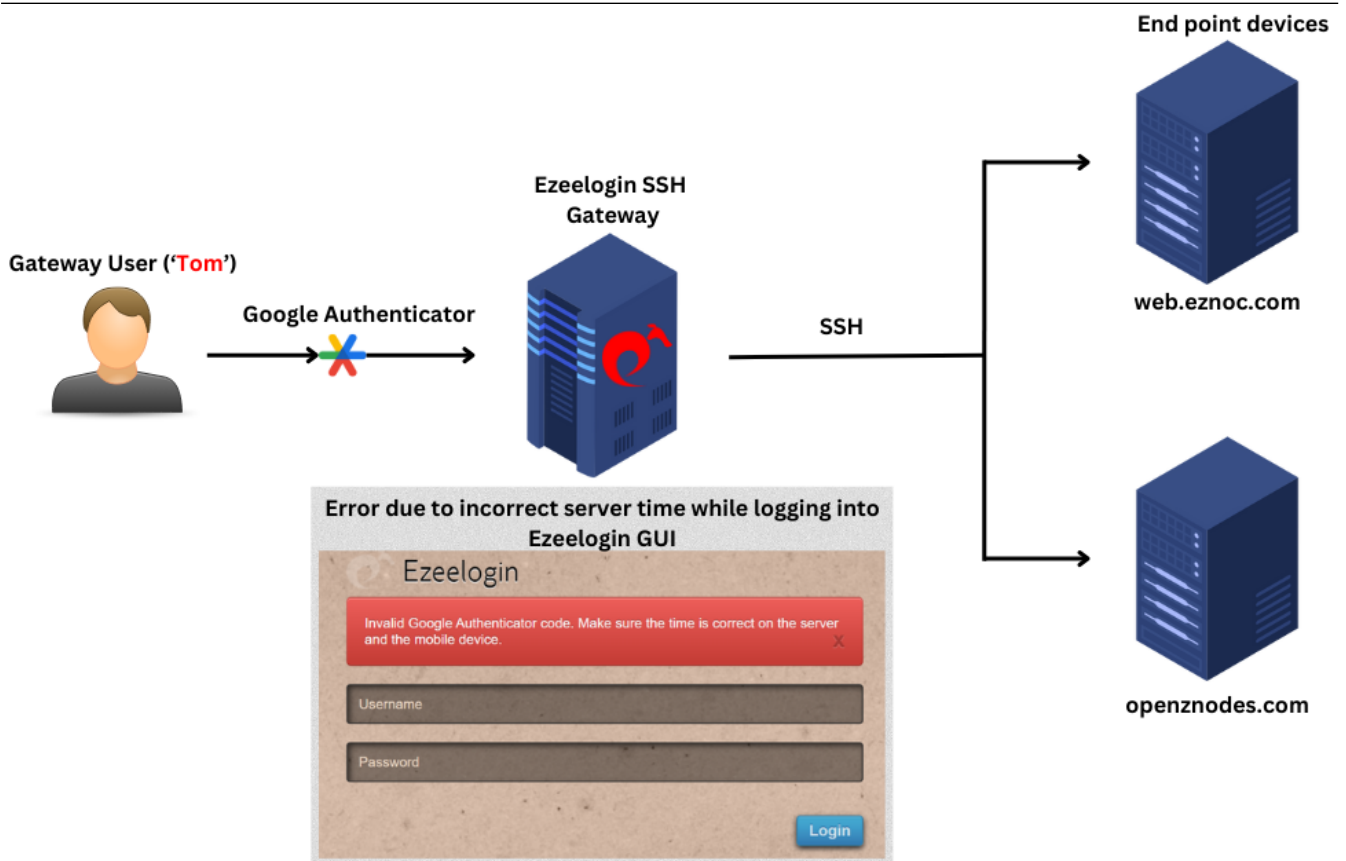 End point devices
Ezeelogin SSH
Gateway
Gateway User (‘Tom’)
Google Authenticator
SSH
web.eznoc.com
Error due to incorrect server time while logging into
Ezeelogin GUI
Ezeelogin
Invalid Google Authenticator code. Make sure the time is correct on the server
and the mobile device.
X
Username
Password
Login
openznodes.com